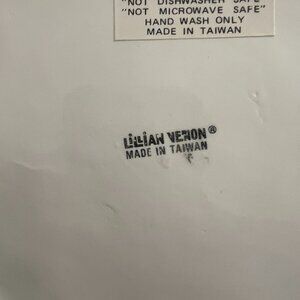 "NOT DISHWASHER SAFE"
"NOT MICROWAVE SAFE"
HAND WASH ONLY
MADE IN TAIWAN
LILLIAN VERNON®
MADE IN TAIWAN